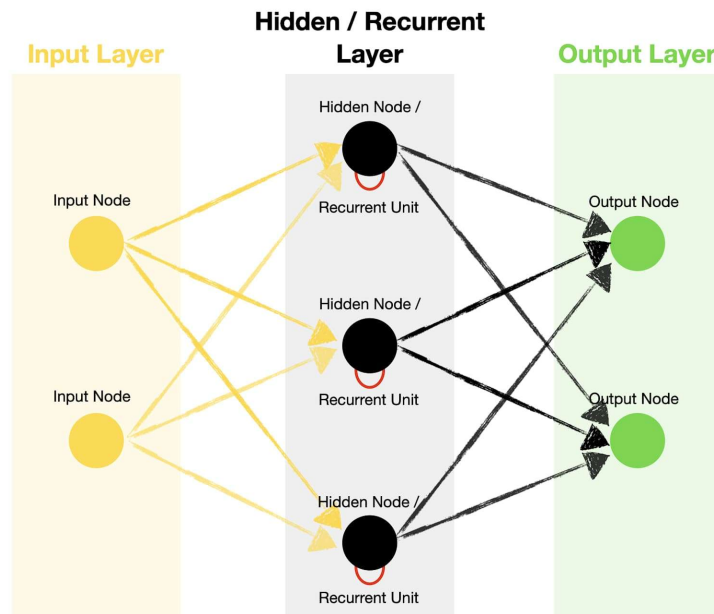 Hidden / Recurrent
Layer
Input Layer
Output Layer
Hidden Node /
Recurrent Unit
Input Node
Output Node
Hidden Node /
Recurrent Unit
Input Node
Output Node
Hidden Node /
Recurrent Unit